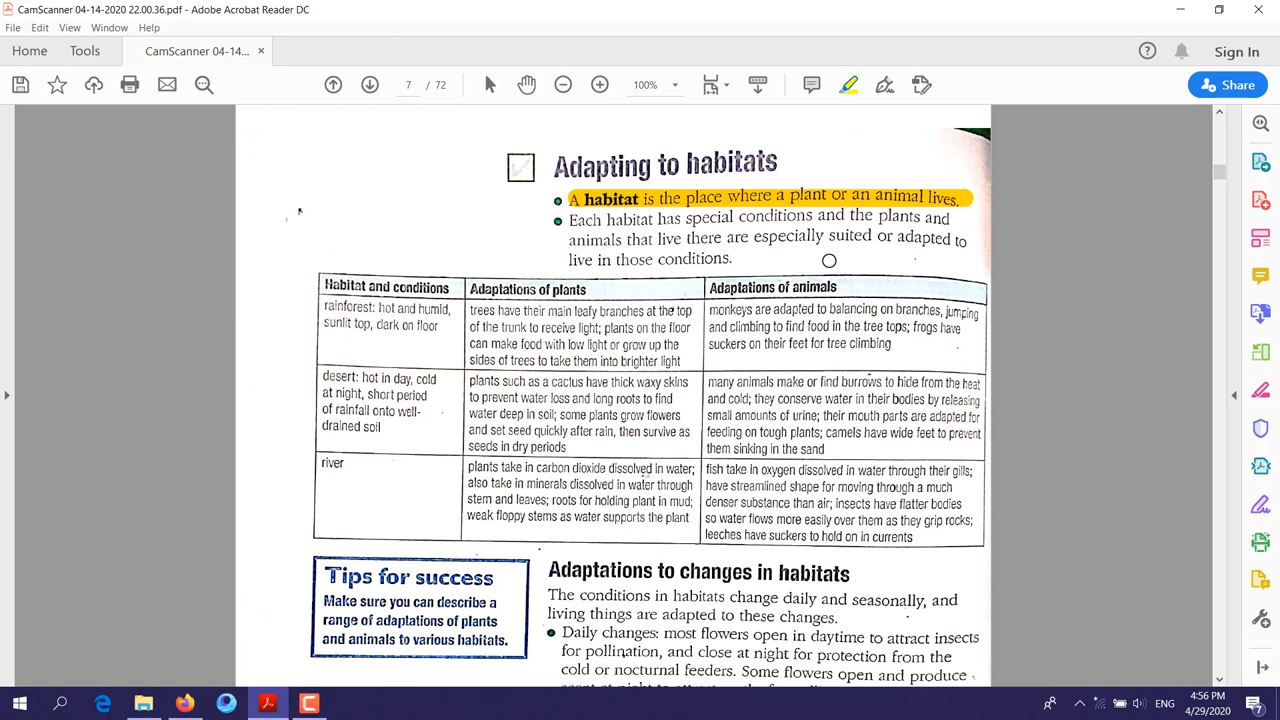 CamScanner 04-14-2020 22.00.36.pdf - Adobe Acrobat Reader DC
File Edit View Window Help
Home Tools CamScanner 04-14... × Sign In
7 / 72 100% Share
Adapting to habitats
A habitat is the place where a plant or an animal lives.
Each habitat has special conditions and the plants and
animals that live there are especially suited or adapted to
live in those conditions.
Habitat and conditions
Adaptations of plants
Adaptations of animals
rainforest: hot and humid,
sunlit top, dark on floor
trees have their main leafy branches at the top
of the trunk to receive light; plants on the floor
can make food with low light or grow up the
sides of trees to take them into brighter light
monkeys are adapted to balancing on branches, jumping
and climbing to find food in the tree tops; frogs have
suckers on their feet for tree climbing
desert: hot in day, cold
at night, short period
of rainfall onto well-
drained soil
plants such as a cactus have thick waxy skins
to prevent water loss and long roots to find
water deep in soil; some plants grow flowers
and set seed quickly after rain, then survive as
seeds in dry periods
many animals make or find burrows to hide from the heat
and cold; they conserve water in their bodies by releasing
small amounts of urine; their mouth parts are adapted for
feeding on tough plants; camels have wide feet to prevent
them sinking in the sand
river
plants take in carbon dioxide dissolved in water;
also take in minerals dissolved in water through
stem and leaves; roots for holding plant in mud;
weak floppy stems as water supports the plant
fish take in oxygen dissolved in water through their gills;
have streamlined shape for moving through a much
denser substance than air; insects have flatter bodies
so water flows more easily over them as they grip rocks;
leeches have suckers to hold on in currents
Tips for success
Make sure you can describe a
range of adaptations of plants
and animals to various habitats.
Adaptations to changes in habitats
The conditions in habitats change daily and seasonally, and
living things are adapted to these changes.
Daily changes: most flowers open in daytime to attract insects
for pollination, and close at night for protection from the
cold or nocturnal feeders. Some flowers open and produce
ENG
4:56 PM
4/29/2020
7